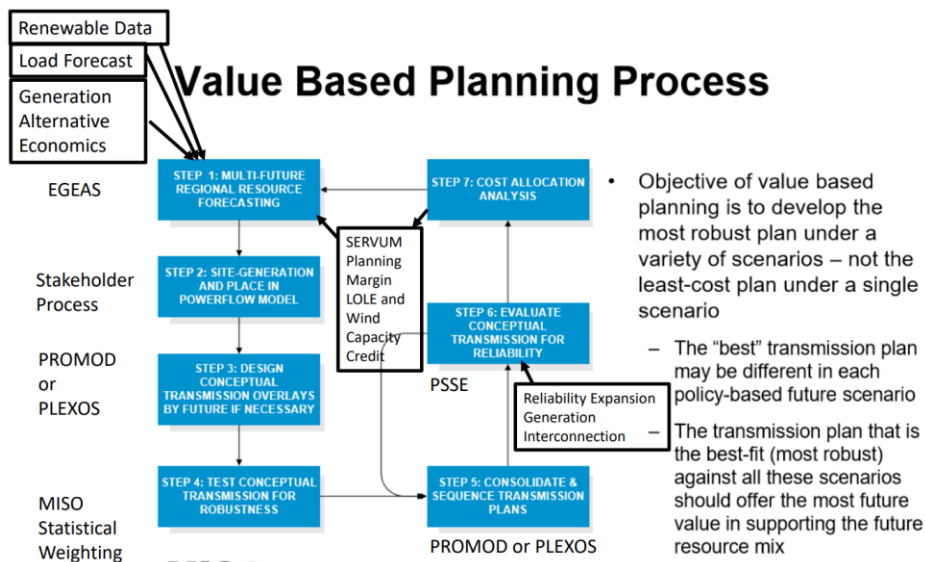 Renewable Data
Load Forecast
Generation
Alternative
Economics
Value Based Planning Process
EGEAS
STEP 1: MULTI-FUTURE
REGIONAL RESOURCE
FORECASTING
STEP 7: COST ALLOCATION
ANALYSIS
SERVUM
Planning
Margin
LOLE and
Wind
Capacity
Credit
Stakeholder
Process
STEP 2: SITE-GENERATION
AND PLACE IN
POWERFLOW MODEL
STEP 6: EVALUATE
CONCEPTUAL
TRANSMISSION FOR
RELIABILITY
PSSE
PROMOD
or
PLEXOS
STEP 3: DESIGN
CONCEPTUAL
TRANSMISSION OVERLAYS
BY FUTURE IF NECESSARY
Reliability Expansion
Generation
Interconnection
MISO
Statistical
Weighting
STEP 4: TEST CONCEPTUAL
TRANSMISSION FOR
ROBUSTNESS
STEP 5: CONSOLIDATE &
SEQUENCE TRANSMISSION
PLANS
PROMOD or PLEXOS
• Objective of value based
planning is to develop the
most robust plan under a
variety of scenarios – not the
least-cost plan under a single
scenario
– The “best” transmission plan
may be different in each
policy-based future scenario
– The transmission plan that is
the best-fit (most robust)
against all these scenarios
should offer the most future
value in supporting the future
resource mix